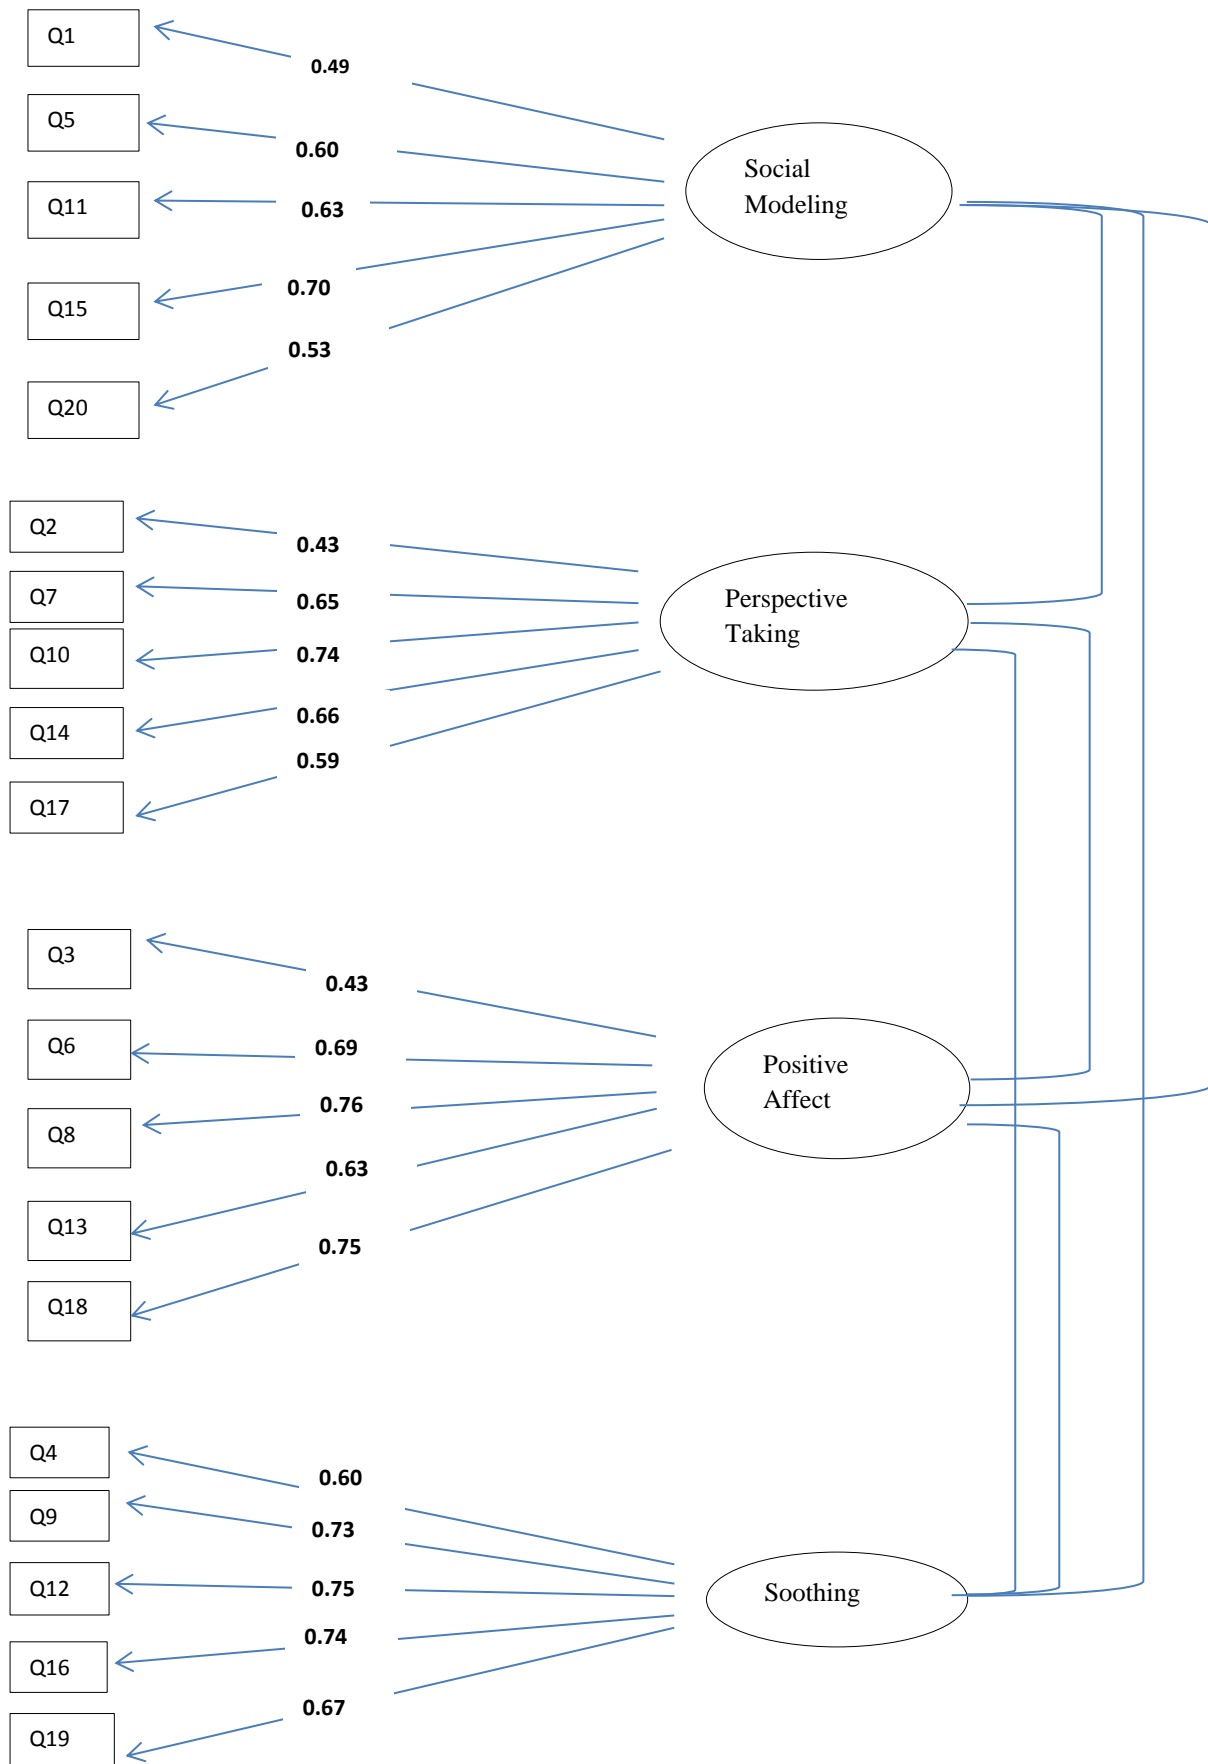 Q1
0.49
Q5
0.60
Q11
0.63
Q15
0.70
Q20
0.53
Social
Modeling
Q2
0.43
Q7
0.65
Q10
0.74
Q14
0.66
Q17
0.59
Perspective
Taking
Q3
0.43
Q6
0.69
Q8
0.76
Q13
0.63
Q18
0.75
Positive
Affect
Q4
0.60
Q9
0.73
Q12
0.75
Q16
0.74
Q19
0.67
Soothing